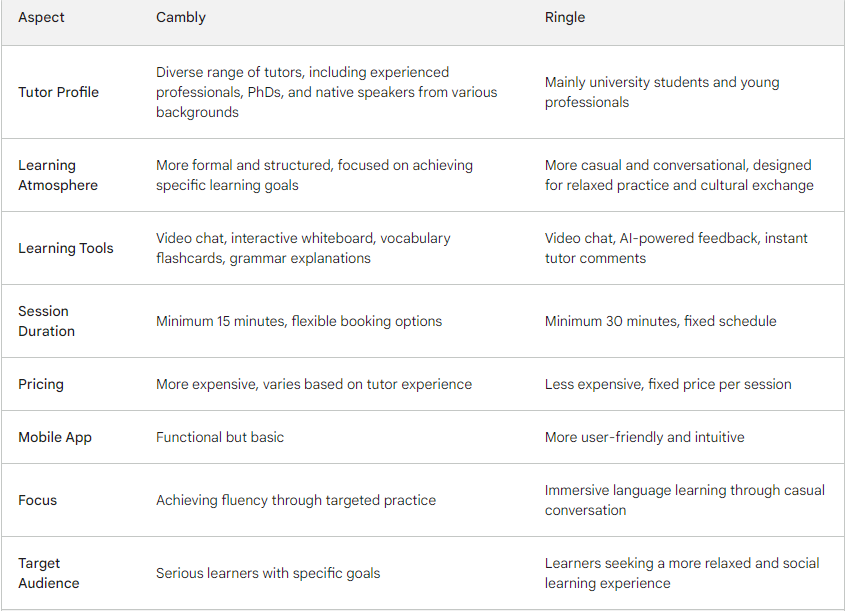 Aspect Cambly Ringle
Tutor Profile
Diverse range of tutors, including experienced
professionals, PhDs, and native speakers from various
backgrounds
Mainly university students and young
professionals
Learning
Atmosphere
More formal and structured, focused on achieving
specific learning goals
More casual and conversational, designed
for relaxed practice and cultural exchange
Learning Tools
Video chat, interactive whiteboard, vocabulary
flashcards, grammar explanations
Video chat, AI-powered feedback, instant
tutor comments
Session
Duration
Minimum 15 minutes, flexible booking options
Minimum 30 minutes, fixed schedule
Pricing
More expensive, varies based on tutor experience
Less expensive, fixed price per session
Mobile App
Functional but basic
More user-friendly and intuitive
Focus
Achieving fluency through targeted practice
Immersive language learning through casual
conversation
Target
Audience
Serious learners with specific goals
Learners seeking a more relaxed and social
learning experience